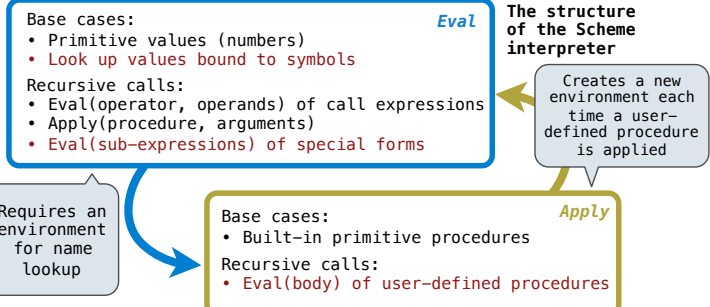 The structure
of the Scheme
interpreter
Eval
Base cases:
• Primitive values (numbers)
• Look up values bound to symbols
Recursive calls:
• Eval(operator, operands) of call expressions
• Apply(procedure, arguments)
• Eval(sub-expressions) of special forms
Creates a new
environment each
time a user-
defined procedure
is applied
Requires an
environment
for name
lookup
Apply
Base cases:
• Built-in primitive procedures
Recursive calls:
• Eval(body) of user-defined procedures